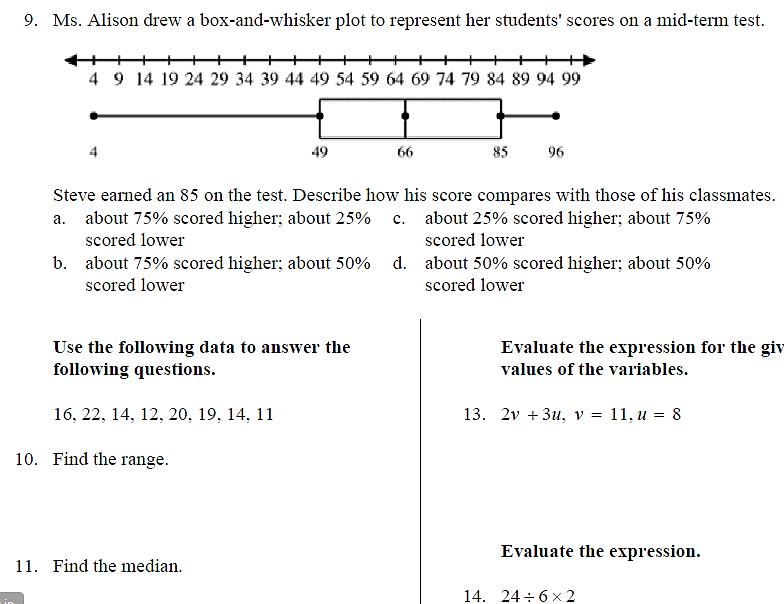 9. Ms. Alison drew a box-and-whisker plot to represent her students' scores on a mid-term test.
4 9 14 19 24 29 34 39 44 49 54 59 64 69 74 79 84 89 94 99
4 49 66 85 96
Steve earned an 85 on the test. Describe how his score compares with those of his classmates.
a. about 75% scored higher; about 25% scored lower
b. about 75% scored higher; about 50% scored lower
c. about 25% scored higher; about 75% scored lower
d. about 50% scored higher; about 50% scored lower
Use the following data to answer the
following questions.
16, 22, 14, 12, 20, 19, 14, 11
10. Find the range.
11. Find the median.
Evaluate the expression for the giv
values of the variables.
13. 2v + 3u, v = 11, u = 8
Evaluate the expression.
14. 24 ÷ 6 × 2